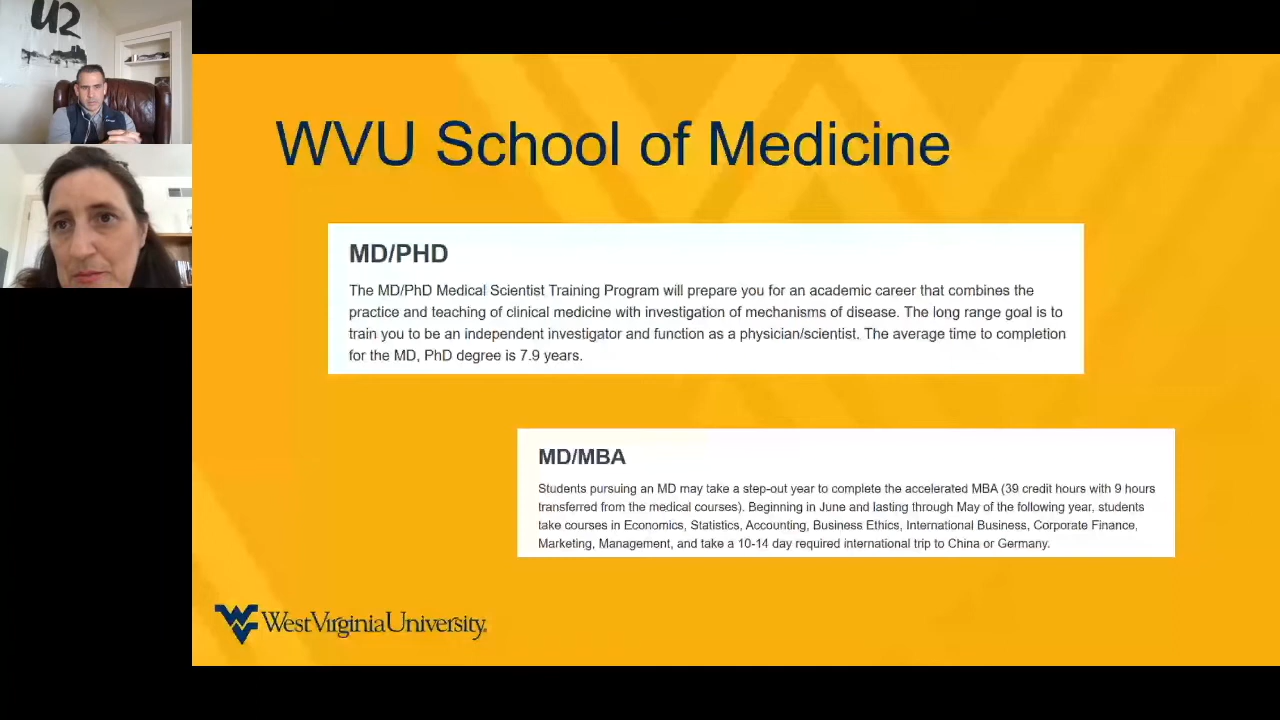 U2
WVU School of Medicine
MD/PHD
The MD/PhD Medical Scientist Training Program will prepare you for an academic career that combines the
practice and teaching of clinical medicine with investigation of mechanisms of disease. The long range goal is to
train you to be an independent investigator and function as a physician/scientist. The average time to completion
for the MD, PhD degree is 7.9 years.
MD/MBA
Students pursuing an MD may take a step-out year to complete the accelerated MBA (39 credit hours with 9 hours
transferred from the medical courses). Beginning in June and lasting through May of the following year, students
take courses in Economics, Statistics, Accounting, Business Ethics, International Business, Corporate Finance,
Marketing, Management, and take a 10-14 day required international trip to China or Germany.
WV WestVirginiaUniversity.